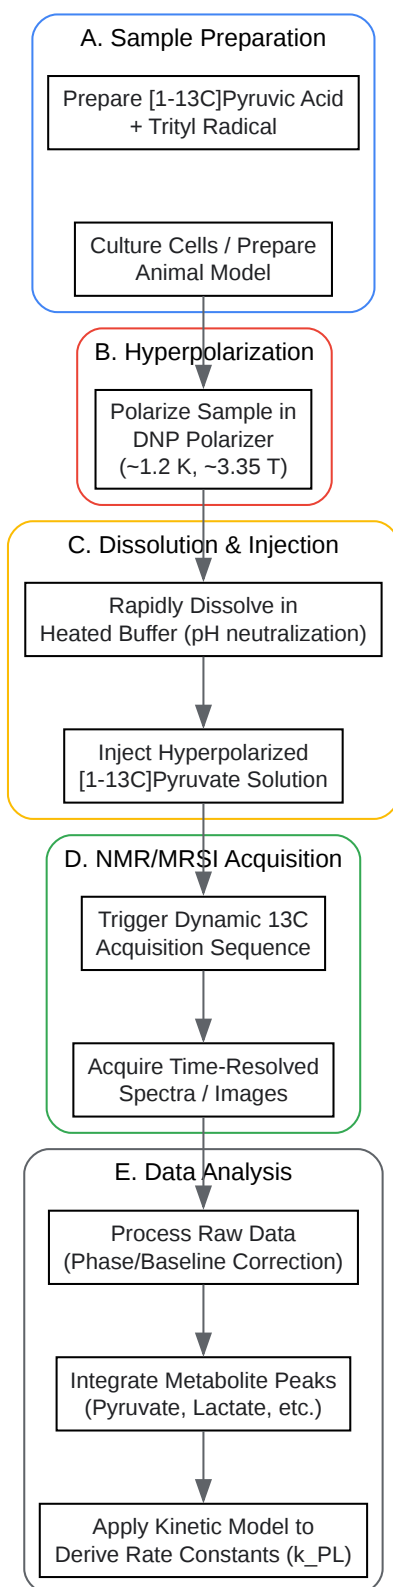 A. Sample Preparation
Prepare [1-13C]Pyruvic Acid
+ Trityl Radical
Culture Cells / Prepare
Animal Model
B. Hyperpolarization
Polarize Sample in
DNP Polarizer
(~1.2 K, ~3.35 T)
C. Dissolution & Injection
Rapidly Dissolve in
Heated Buffer (pH neutralization)
Inject Hyperpolarized
[1-13C]Pyruvate Solution
D. NMR/MRSI Acquisition
Trigger Dynamic 13C
Acquisition Sequence
Acquire Time-Resolved
Spectra / Images
E. Data Analysis
Process Raw Data
(Phase/Baseline Correction)
Integrate Metabolite Peaks
(Pyruvate, Lactate, etc.)
Apply Kinetic Model to
Derive Rate Constants (k_PL)